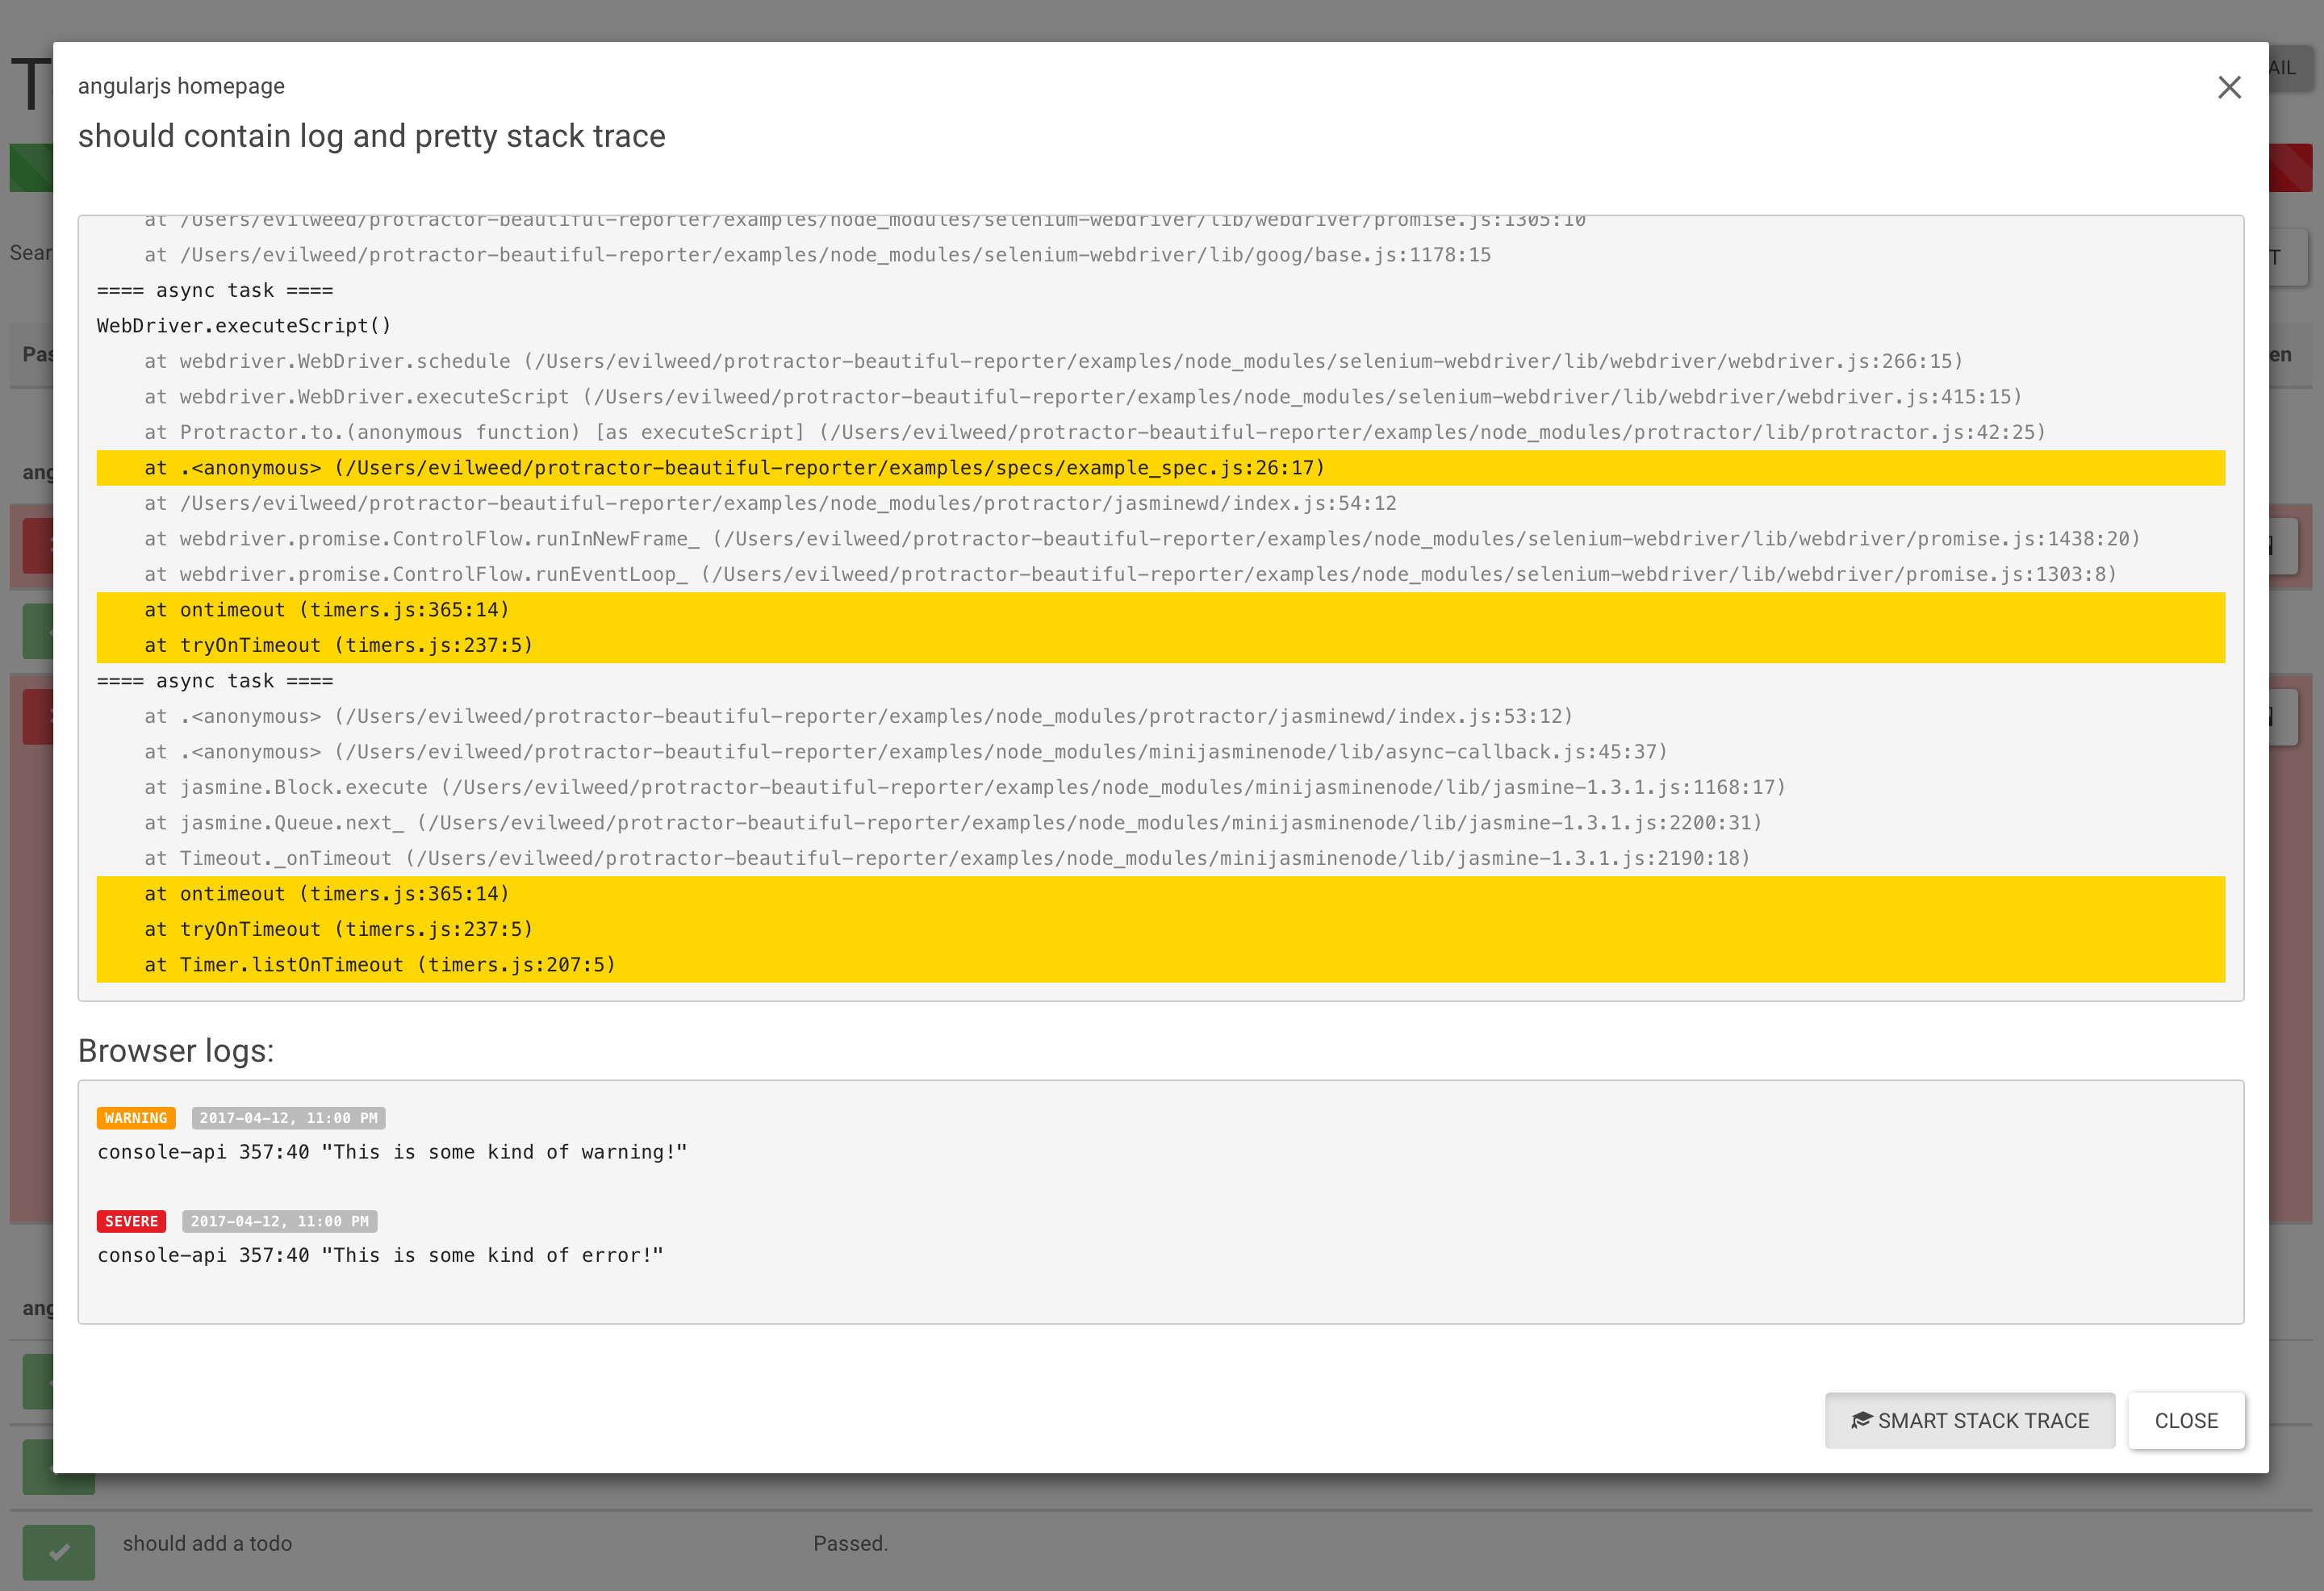 angularjs homepage
should contain log and pretty stack trace
at /Users/evilweed/protractor-beautiful-reporter/examples/node_modules/selenium-webdriver/lib/webdriver/promise.js:1305:10
at /Users/evilweed/protractor-beautiful-reporter/examples/node_modules/selenium-webdriver/lib/goog/base.js:1178:15
==== async task ====
WebDriver.executeScript()
at webdriver.WebDriver.schedule (/Users/evilweed/protractor-beautiful-reporter/examples/node_modules/selenium-webdriver/lib/webdriver/webdriver.js:266:15)
at webdriver.WebDriver.executeScript (/Users/evilweed/protractor-beautiful-reporter/examples/node_modules/selenium-webdriver/lib/webdriver/webdriver.js:415:15)
at Protractor.to.(anonymous function) [as executeScript] (/Users/evilweed/protractor-beautiful-reporter/examples/node_modules/protractor/lib/protractor.js:42:25)
at .<anonymous> (/Users/evilweed/protractor-beautiful-reporter/examples/specs/example_spec.js:26:17)
at /Users/evilweed/protractor-beautiful-reporter/examples/node_modules/protractor/jasminewd/index.js:54:12
at webdriver.promise.ControlFlow.runInNewFrame_ (/Users/evilweed/protractor-beautiful-reporter/examples/node_modules/selenium-webdriver/lib/webdriver/promise.js:1438:20)
at webdriver.promise.ControlFlow.runEventLoop_ (/Users/evilweed/protractor-beautiful-reporter/examples/node_modules/selenium-webdriver/lib/webdriver/promise.js:1303:8)
at ontimeout (timers.js:365:14)
at tryOnTimeout (timers.js:237:5)
==== async task ====
at .<anonymous> (/Users/evilweed/protractor-beautiful-reporter/examples/node_modules/protractor/jasminewd/index.js:53:12)
at .<anonymous> (/Users/evilweed/protractor-beautiful-reporter/examples/node_modules/minijasminenode/lib/async-callback.js:45:37)
at jasmine.Block.execute (/Users/evilweed/protractor-beautiful-reporter/examples/node_modules/minijasminenode/lib/jasmine-1.3.1.js:1168:17)
at jasmine.Queue.next_ (/Users/evilweed/protractor-beautiful-reporter/examples/node_modules/minijasminenode/lib/jasmine-1.3.1.js:2200:31)
at Timeout._onTimeout (/Users/evilweed/protractor-beautiful-reporter/examples/node_modules/minijasminenode/lib/jasmine-1.3.1.js:2190:18)
at ontimeout (timers.js:365:14)
at tryOnTimeout (timers.js:237:5)
at Timer.listOnTimeout (timers.js:207:5)
Browser logs:
WARNING 2017-04-12, 11:00 PM
console-api 357:40 "This is some kind of warning!"
SEVERE 2017-04-12, 11:00 PM
console-api 357:40 "This is some kind of error!"
SMART STACK TRACE CLOSE
should add a todo Passed.